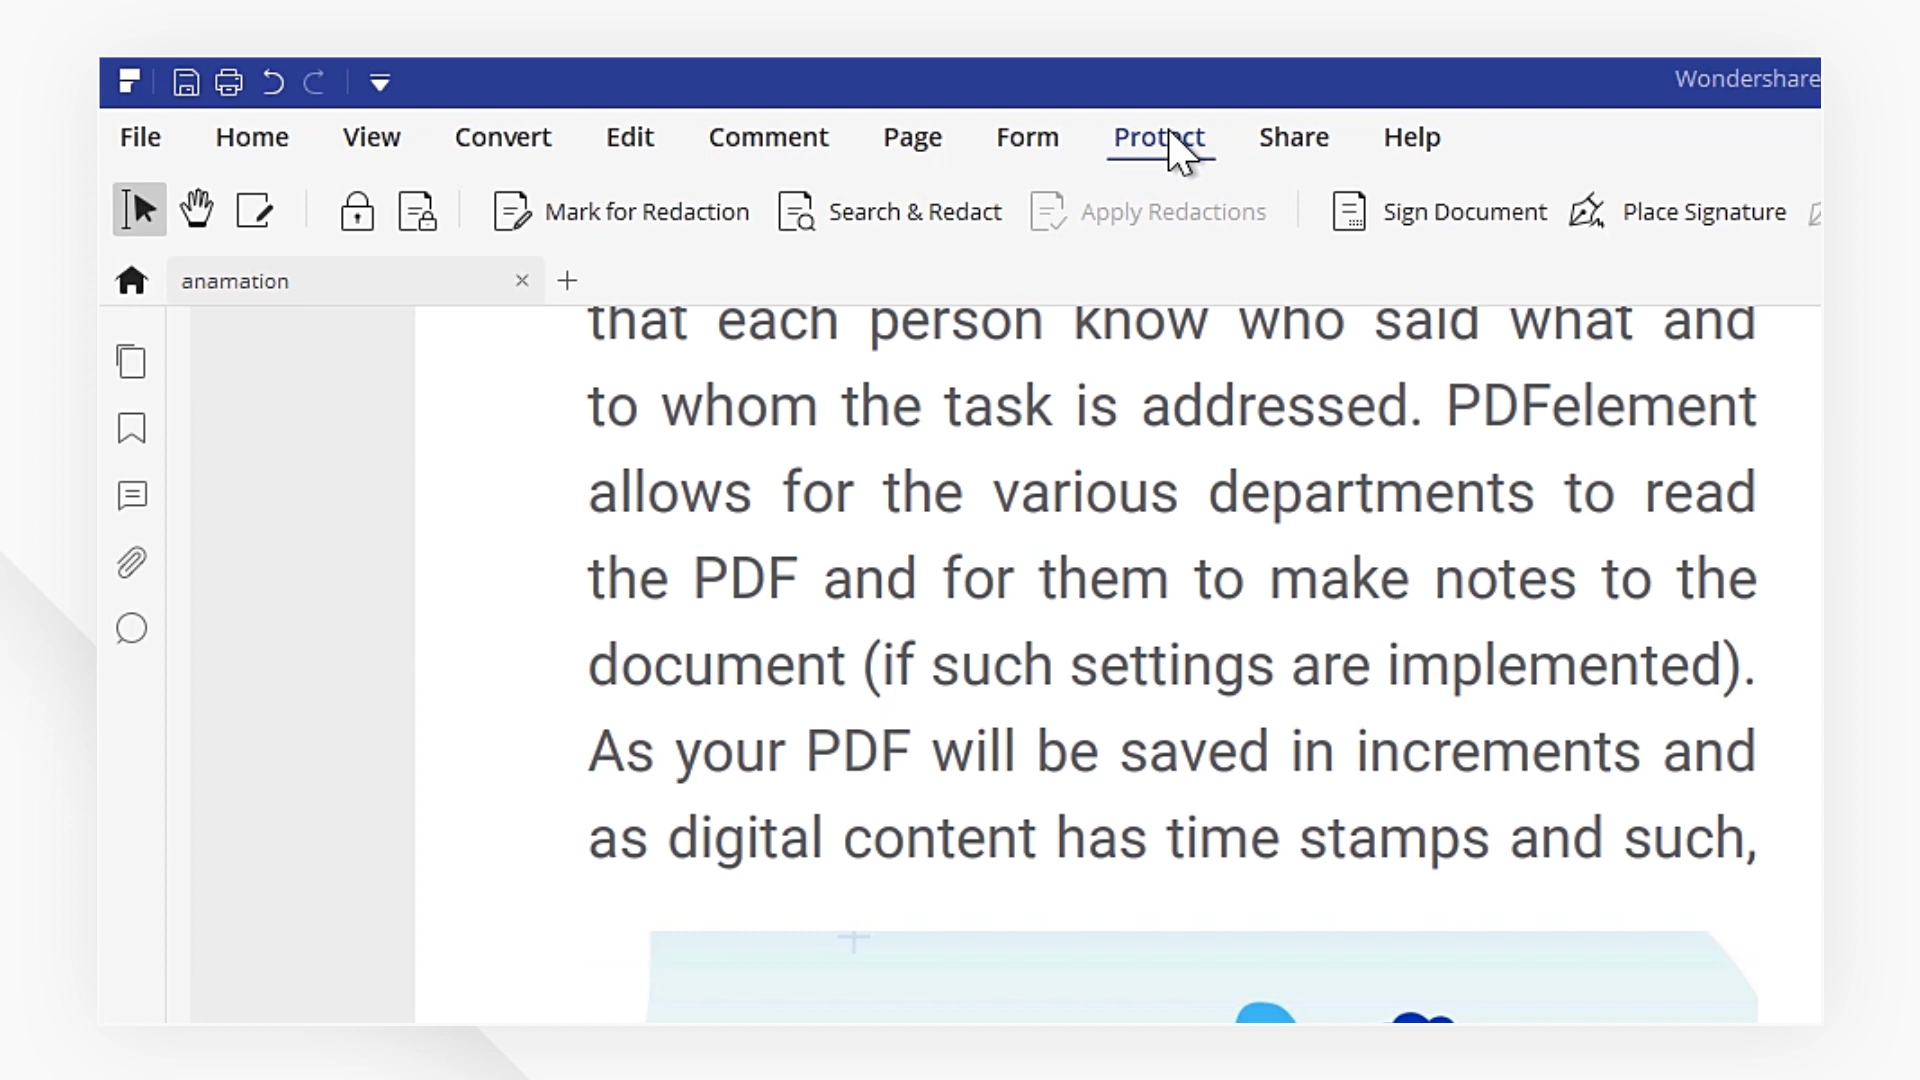 Wondershare
File Home View Convert Edit Comment Page Form Protect Share Help
Mark for Redaction Search & Redact Apply Redactions Sign Document Place Signature
anamation
that each person know who said what and
to whom the task is addressed. PDFelement
allows for the various departments to read
the PDF and for them to make notes to the
document (if such settings are implemented).
As your PDF will be saved in increments and
as digital content has time stamps and such,